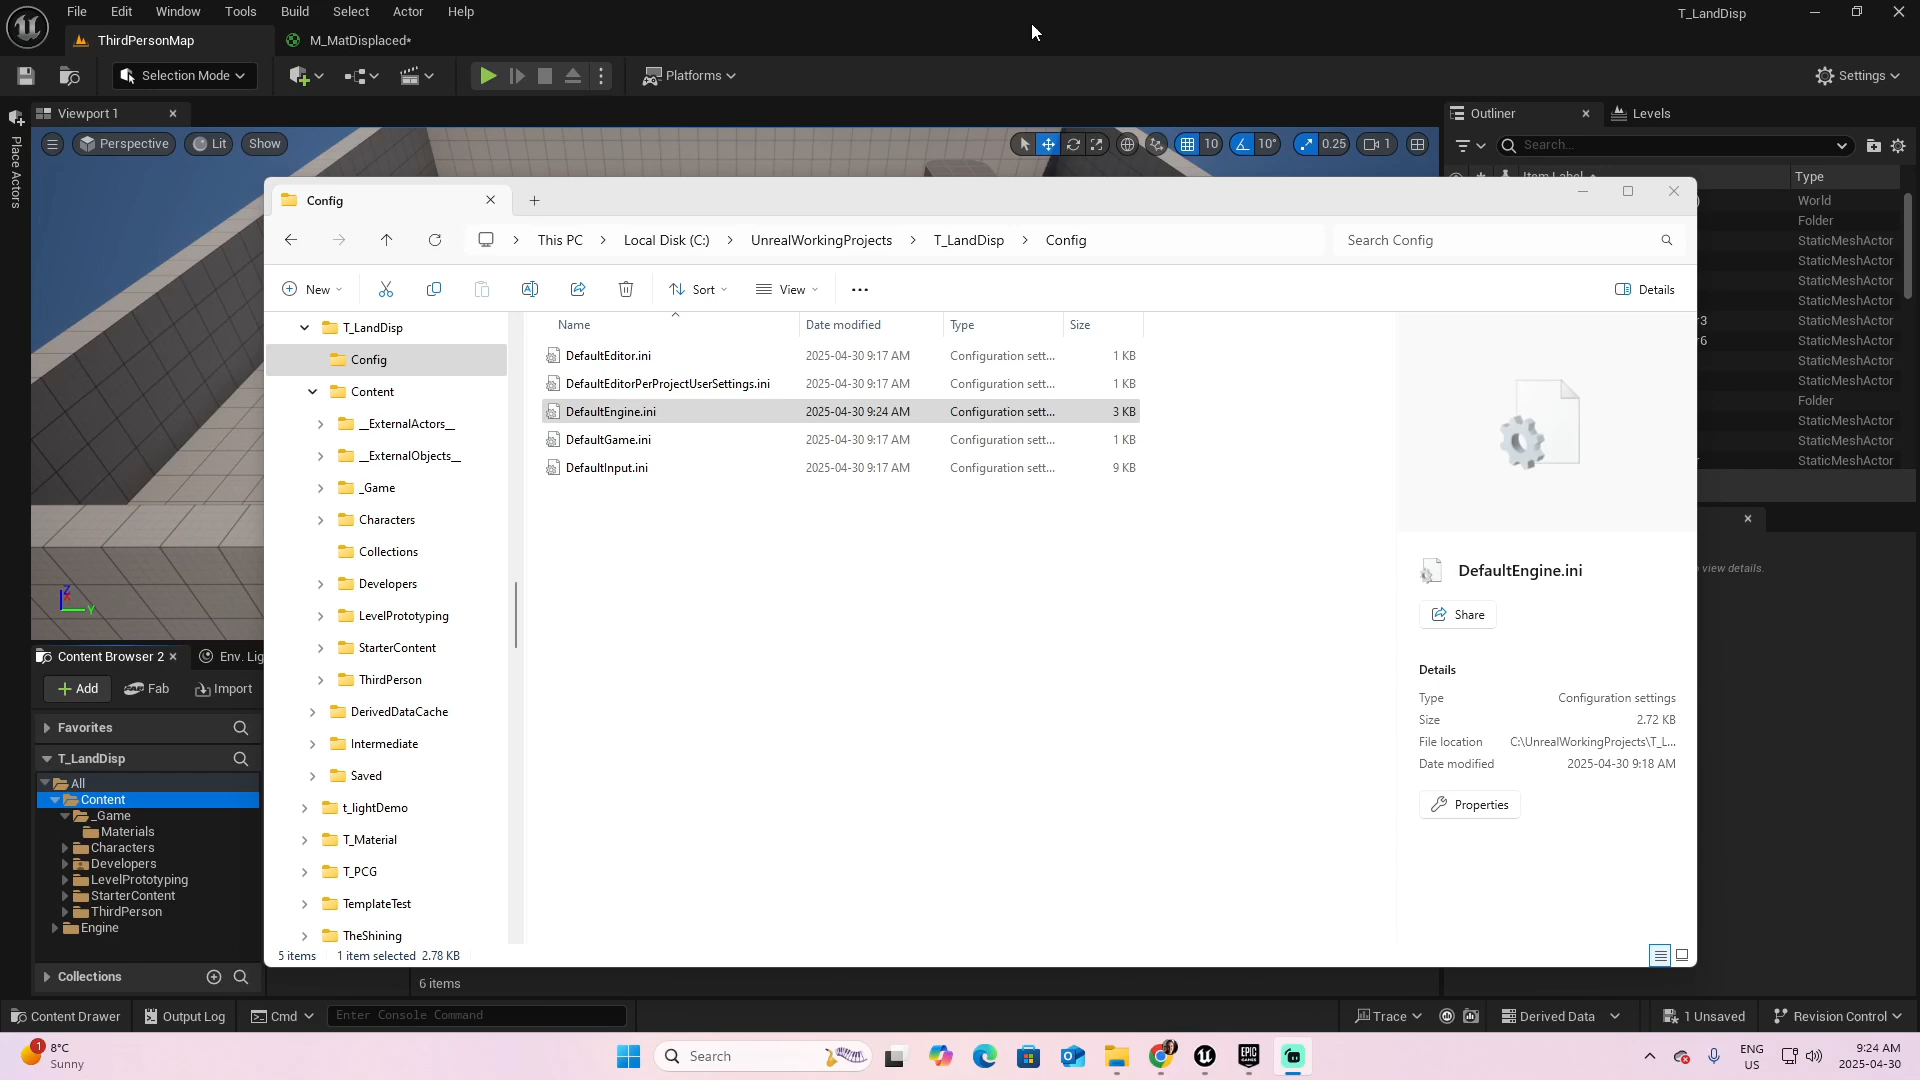 File Edit Window Tools Build Select Actor Help
T_LandDisp
ThirdPersonMap
M_MatDisplaced*
Selection Mode
Platforms
Settings
Place Actors
Viewport 1
Perspective Lit Show
10 10° 0.25 1
Outliner
Levels
Search...
Type
World
Folder
StaticMeshActor
StaticMeshActor
StaticMeshActor
StaticMeshActor
r3 StaticMeshActor
r6 StaticMeshActor
StaticMeshActor
Folder
StaticMeshActor
StaticMeshActor
StaticMeshActor
view details.
Config
This PC > Local Disk (C:) > UnrealWorkingProjects > T_LandDisp > Config
Search Config
New
Sort
View
Details
T_LandDisp
Config
Content
__ExternalActors__
__ExternalObjects__
_Game
Characters
Collections
Developers
LevelPrototyping
StarterContent
ThirdPerson
DerivedDataCache
Intermediate
Saved
t_lightDemo
T_Material
T_PCG
TemplateTest
TheShining
Name Date modified Type Size
DefaultEditor.ini 2025-04-30 9:17 AM Configuration sett... 1 KB
DefaultEditorPerProjectUserSettings.ini 2025-04-30 9:17 AM Configuration sett... 1 KB
DefaultEngine.ini 2025-04-30 9:24 AM Configuration sett... 3 KB
DefaultGame.ini 2025-04-30 9:17 AM Configuration sett... 1 KB
DefaultInput.ini 2025-04-30 9:17 AM Configuration sett... 9 KB
DefaultEngine.ini
Share
Details
Type Configuration settings
Size 2.72 KB
File location C:\UnrealWorkingProjects\T_L...
Date modified 2025-04-30 9:18 AM
Properties
5 items 1 item selected 2.78 KB
Z
X
Y
Content Browser 2
Env. Lig
Add
Fab
Import
Favorites
T_LandDisp
All
Content
_Game
Materials
Characters
Developers
LevelPrototyping
StarterContent
ThirdPerson
Engine
Collections
6 items
Content Drawer
Output Log
Cmd
Enter Console Command
Trace
Derived Data
1 Unsaved
Revision Control
1
8°C
Sunny
Search
EPIC
GAMES
ENG
US
9:24 AM
2025-04-30